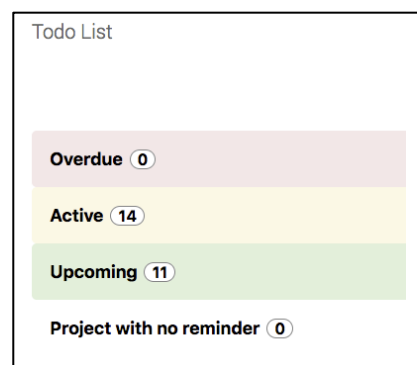 Todo List
Overdue 0
Active 14
Upcoming 11
Project with no reminder 0